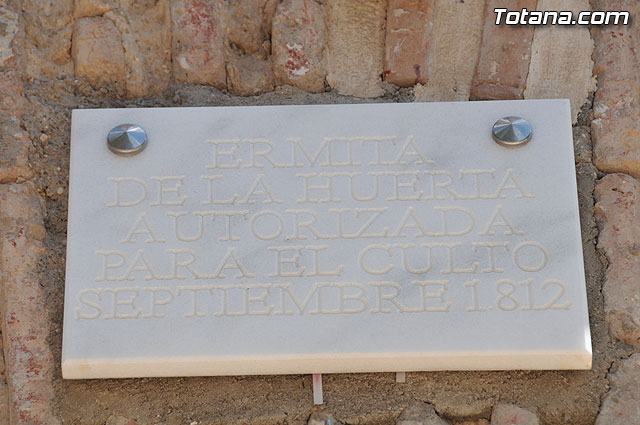 Totana.com
ERMITA
DE LA HUERTA
AUTORIZADA
PARA EL CULTO
SEPTIEMBRE 1.812